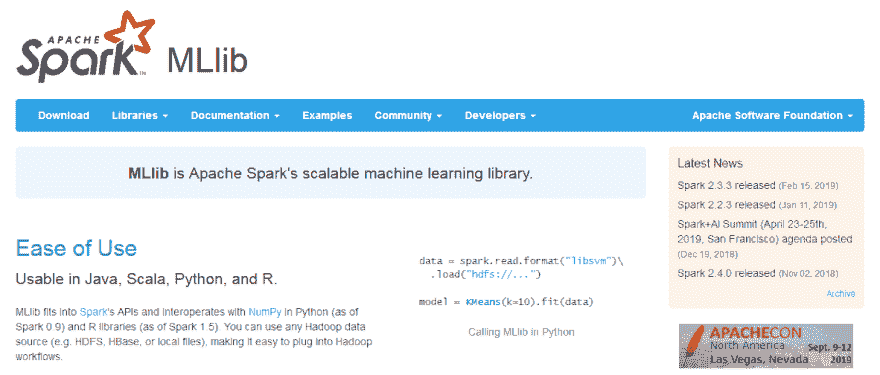 APACHE
Spark MLlib
Download Libraries Documentation Examples Community Developers Apache Software Foundation
MLlib is Apache Spark's scalable machine learning library.
Ease of Use
Usable in Java, Scala, Python, and R.
MLlib fits into Spark's APIs and interoperates with NumPy in Python (as of
Spark 0.9) and R libraries (as of Spark 1.5). You can use any Hadoop data
source (e.g. HDFS, HBase, or local files), making it easy to plug into Hadoop
workflows.
data = spark.read.format("libsvm")\
.load("hdfs://...")
model = KMeans(k=10).fit(data)
Calling MLlib in Python
Latest News
Spark 2.3.3 released (Feb 15, 2019)
Spark 2.2.3 released (Jan 11, 2019)
Spark+AI Summit (April 23-25th,
2019, San Francisco) agenda posted
(Dec 19, 2018)
Spark 2.4.0 released (Nov 02, 2018)
Archive
APACHECON
North America Sept. 9-12
Las Vegas, Nevada 2019